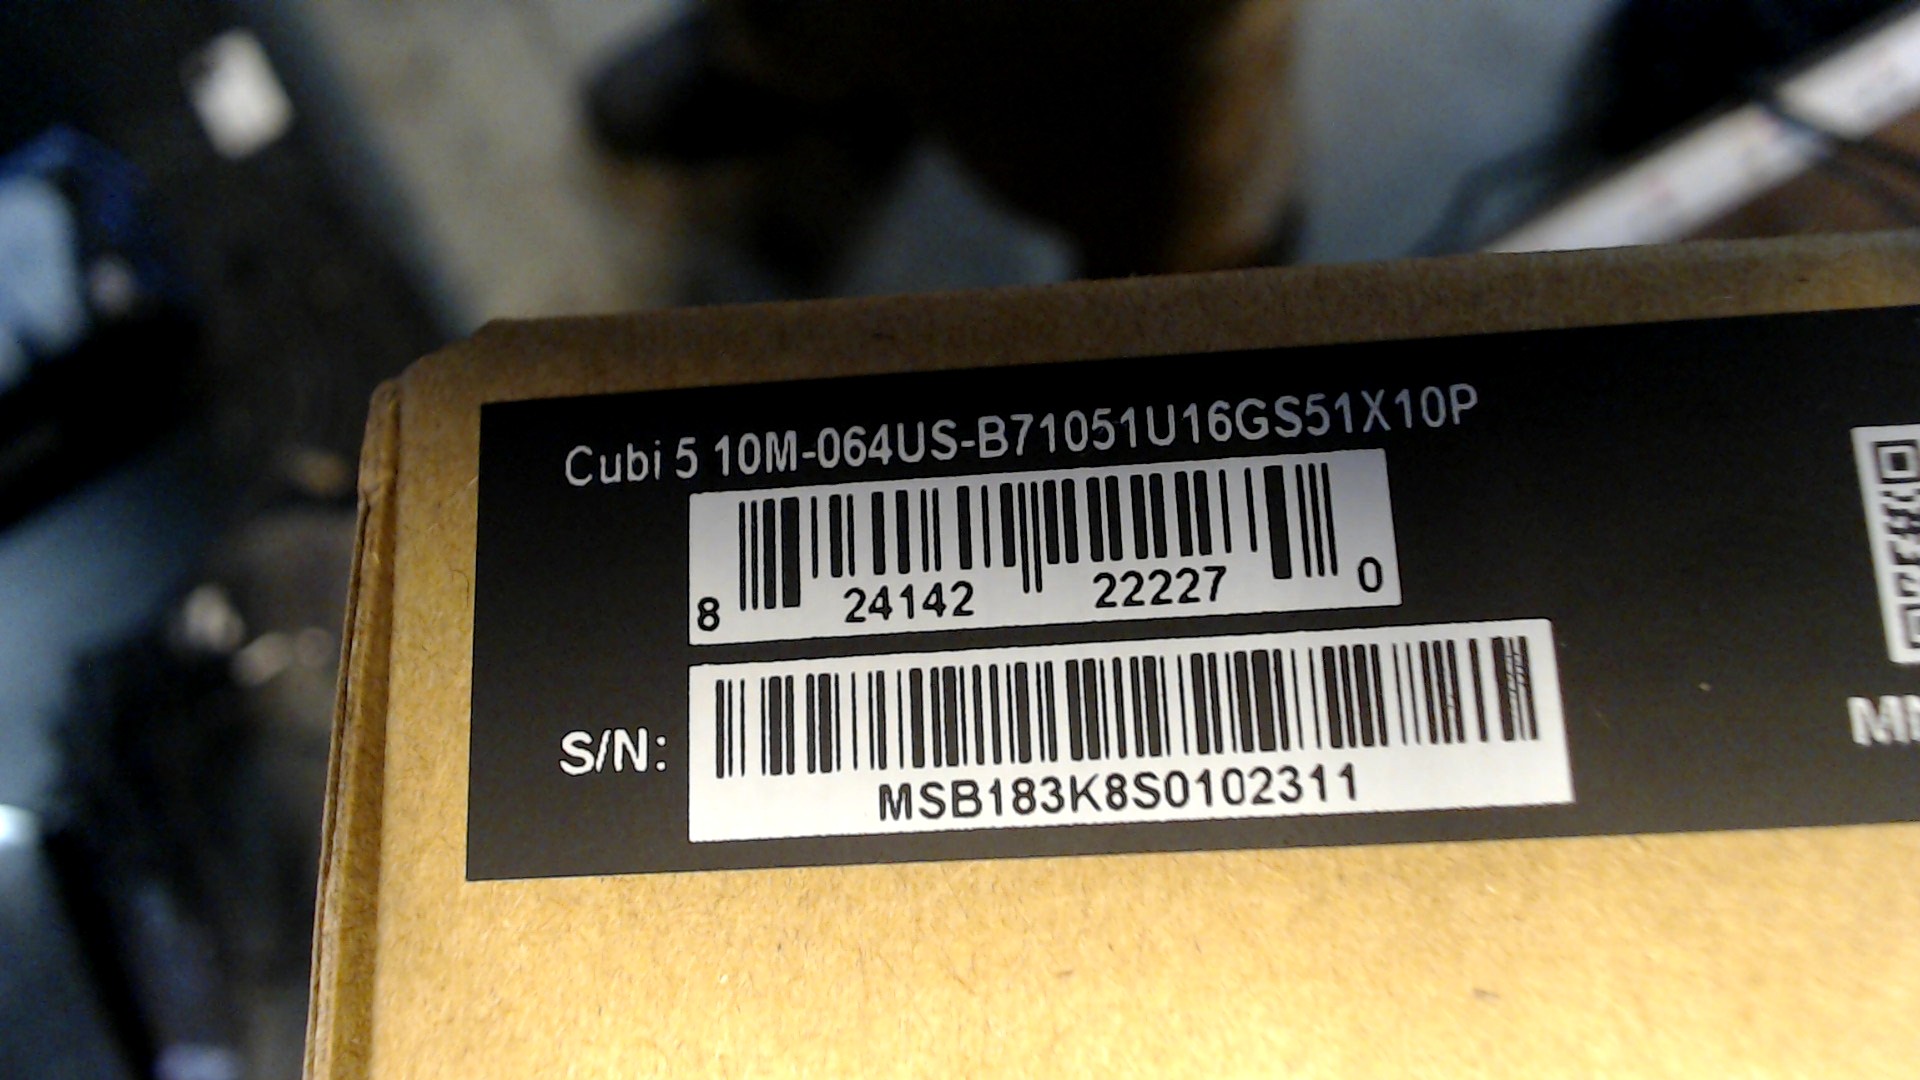 Cubi 5 10M-064US-B71051U16GS51X10P
8 24142 22227 0
S/N:
MSB183K8S0102311